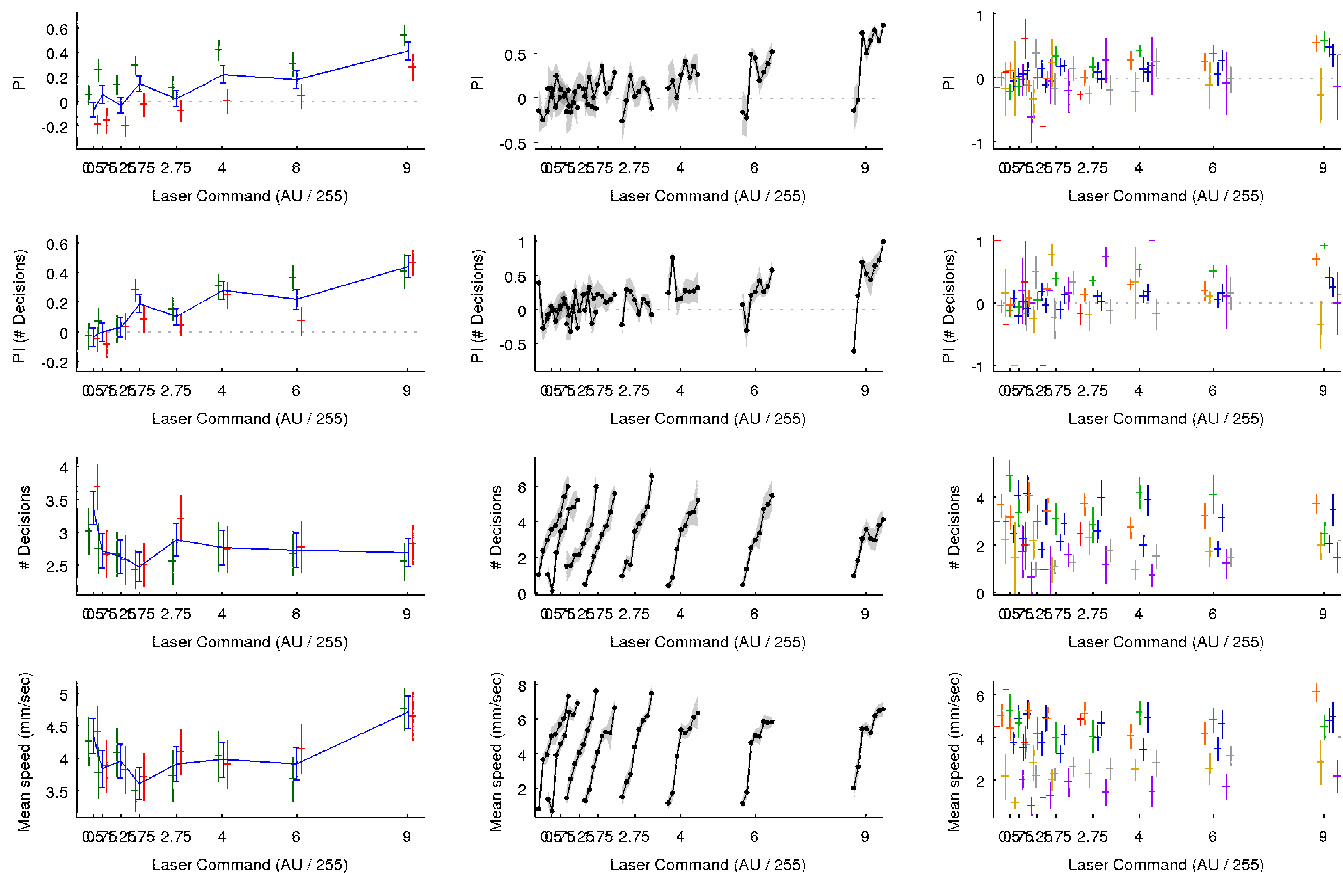 PI
0.6
0.4
0.2
0
-0.2
2.75 4 6 9
Laser Command (AU / 255)
PI
0.5
0
-0.5
2.75 4 6 9
Laser Command (AU / 255)
PI
1
0
-1
2.75 4 6 9
Laser Command (AU / 255)
PI (# Decisions)
0.6
0.4
0.2
0
-0.2
2.75 4 6 9
Laser Command (AU / 255)
PI (# Decisions)
1
0.5
0
-0.5
2.75 4 6 9
Laser Command (AU / 255)
PI (# Decisions)
1
0
-1
2.75 4 6 9
Laser Command (AU / 255)
# Decisions
4
3.5
3
2.5
2.75 4 6 9
Laser Command (AU / 255)
# Decisions
6
4
2
0
2.75 4 6 9
Laser Command (AU / 255)
# Decisions
4
2
0
2.75 4 6 9
Laser Command (AU / 255)
Mean speed (mm/sec)
5
4.5
4
3.5
2.75 4 6 9
Laser Command (AU / 255)
Mean speed (mm/sec)
8
6
4
2
2.75 4 6 9
Laser Command (AU / 255)
Mean speed (mm/sec)
6
4
2
2.75 4 6 9
Laser Command (AU / 255)